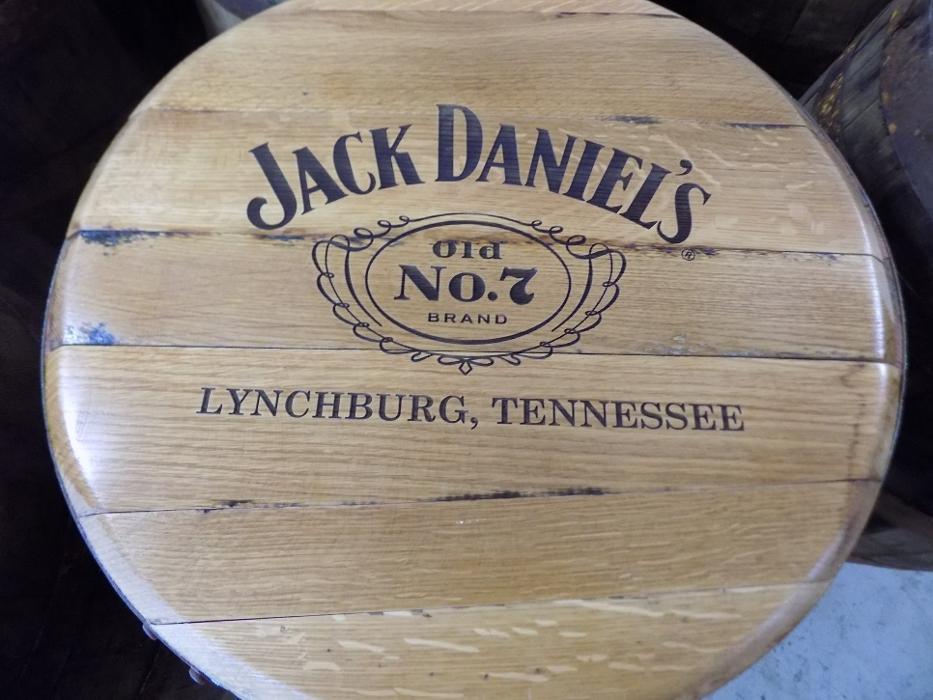 JACK DANIEL'S
Old
No.7
BRAND
®
LYNCHBURG, TENNESSEE